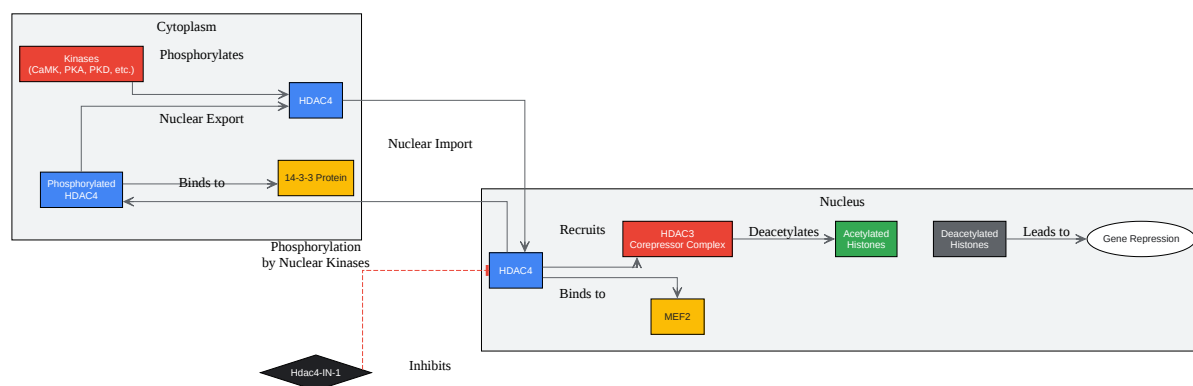 Cytoplasm
Kinases
(CaMK, PKA, PKD, etc.)
Phosphorylates
HDAC4
Nuclear Export
Phosphorylated
HDAC4
Binds to
14-3-3 Protein
Nuclear Import
Phosphorylation
by Nuclear Kinases
Nucleus
Recruits
HDAC3
Corepressor Complex
Deacetylates
Acetylated
Histones
Deacetylated
Histones
Leads to
Gene Repression
HDAC4
Binds to
MEF2
Hdac4-IN-1
Inhibits